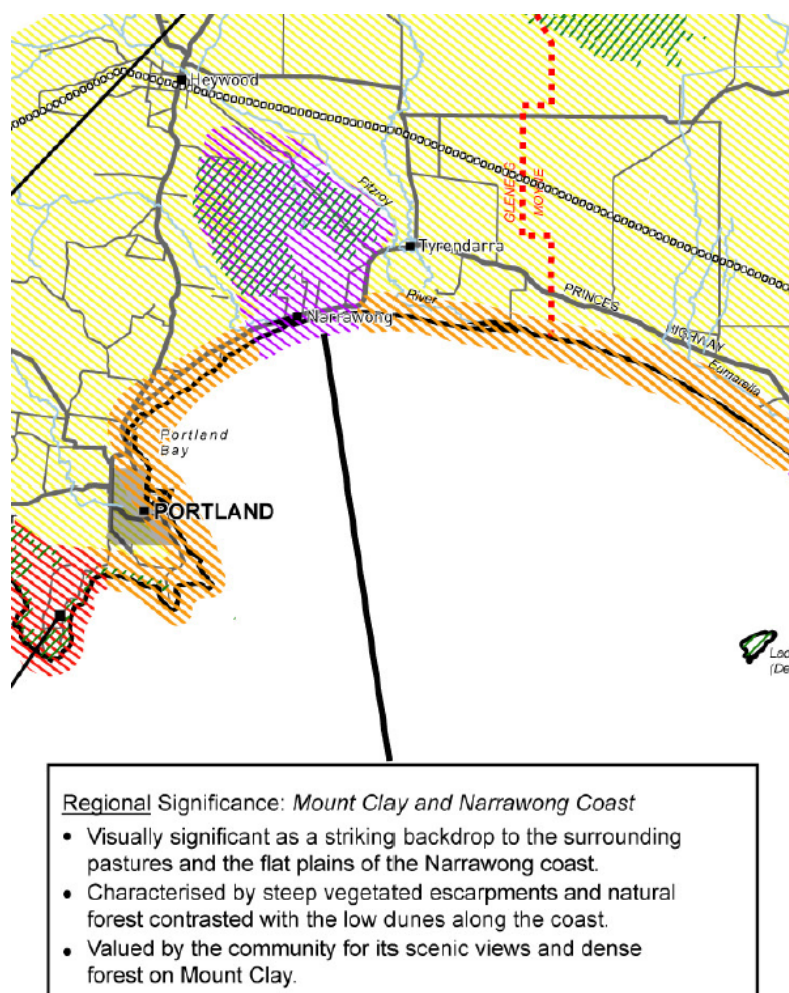 Heywood
Fitzroy
GLENELG
MOYNE
Tyrendarra
River
PRINCES
HIGHWAY
Narrawong
Eumarella
Portland
Bay
PORTLAND
Regional Significance: Mount Clay and Narrawong Coast
• Visually significant as a striking backdrop to the surrounding
pastures and the flat plains of the Narrawong coast.
• Characterised by steep vegetated escarpments and natural
forest contrasted with the low dunes along the coast.
• Valued by the community for its scenic views and dense
forest on Mount Clay.